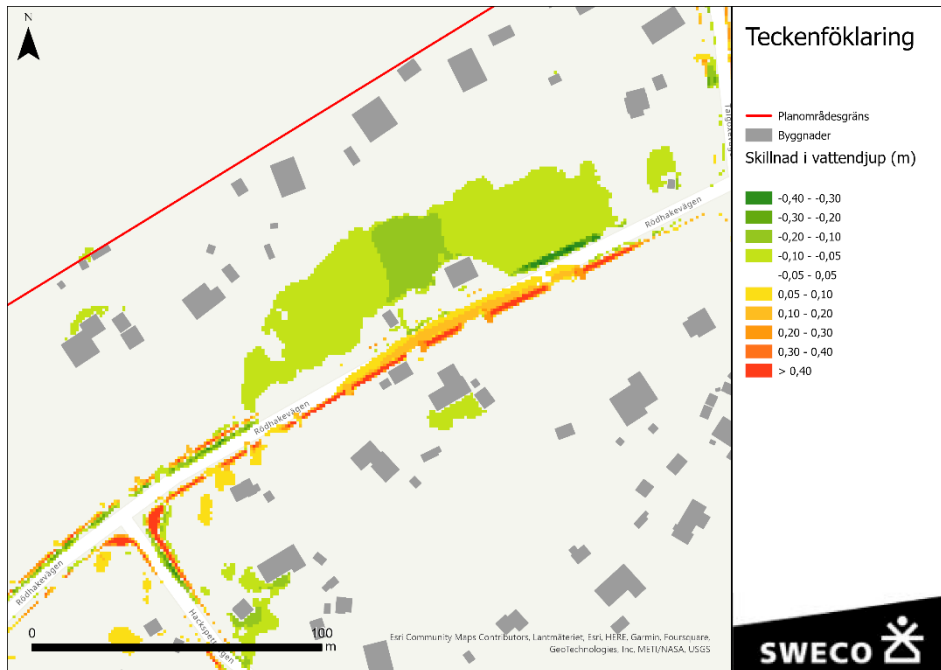 N
Teckenföklaring
Planområdesgräns
Byggnader
Skillnad i vattendjup (m)
-0,40 - -0,30
-0,30 - -0,20
-0,20 - -0,10
-0,10 - -0,05
-0,05 - 0,05
0,05 - 0,10
0,10 - 0,20
0,20 - 0,30
0,30 - 0,40
> 0,40
Rödhakevägen
Rödhakevägen
Rödhakevägen
0
100
m
Esri Community Maps Contributors, Lantmäteriet, Esri, HERE, Garmin, Foursquare,
GeoTechnologies, Inc, METI/NASA, USGS
SWECO